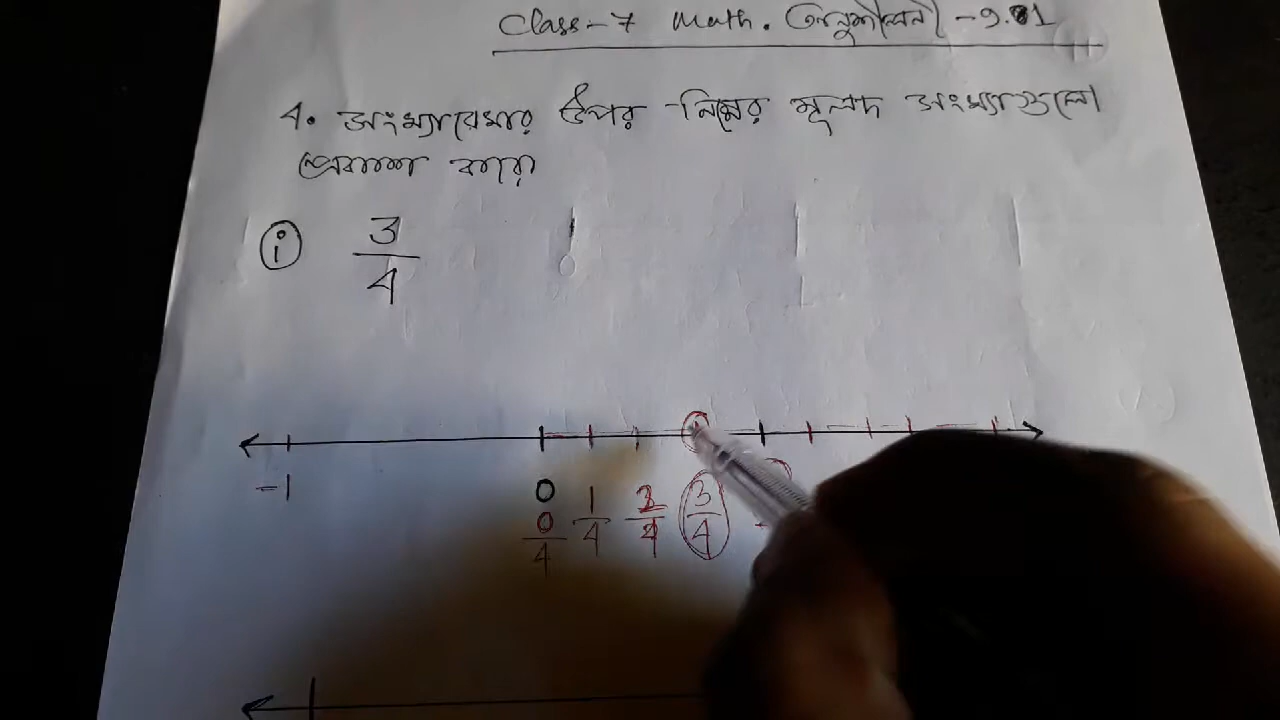 Class-7 Math. অনুশীলনী-9.1
4. সংখ্যারেখার উপর নিম্নের মূলদ সংখ্যাগুলো
প্রকাশ করো
i 3/4
-1 0
0/4 1/4 2/4 3/4